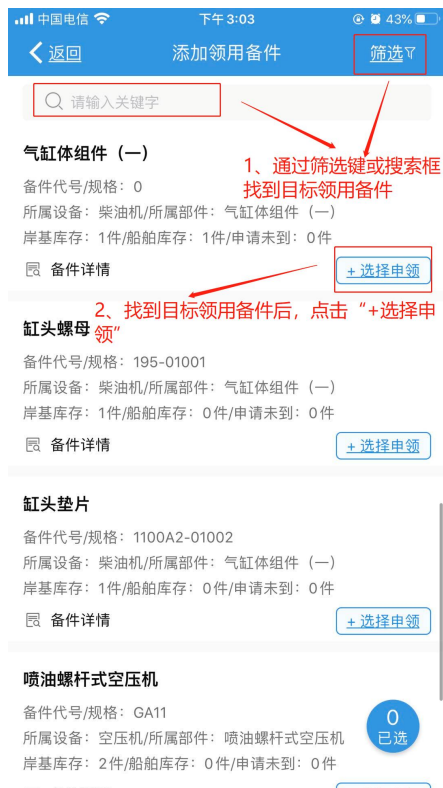 中国电信 下午3:03 43%
返回 添加领用备件 筛选
请输入关键字
气缸体组件（一）
1、通过筛选键或搜索框
找到目标领用备件
备件代号/规格：0
所属设备：柴油机/所属部件：气缸体组件（一）
岸基库存：1件/船舶库存：1件/申请未到：0件
备件详情 +选择申领
2、找到目标领用备件后，点击“+选择申
领”
缸头螺母
备件代号/规格：195-01001
所属设备：柴油机/所属部件：气缸体组件（一）
岸基库存：1件/船舶库存：0件/申请未到：0件
备件详情 +选择申领
缸头垫片
备件代号/规格：1100A2-01002
所属设备：柴油机/所属部件：气缸体组件（一）
岸基库存：1件/船舶库存：0件/申请未到：0件
备件详情 +选择申领
喷油螺杆式空压机
备件代号/规格：GA11
所属设备：空压机/所属部件：喷油螺杆式空压机
岸基库存：2件/船舶库存：0件/申请未到：0件
0
已选